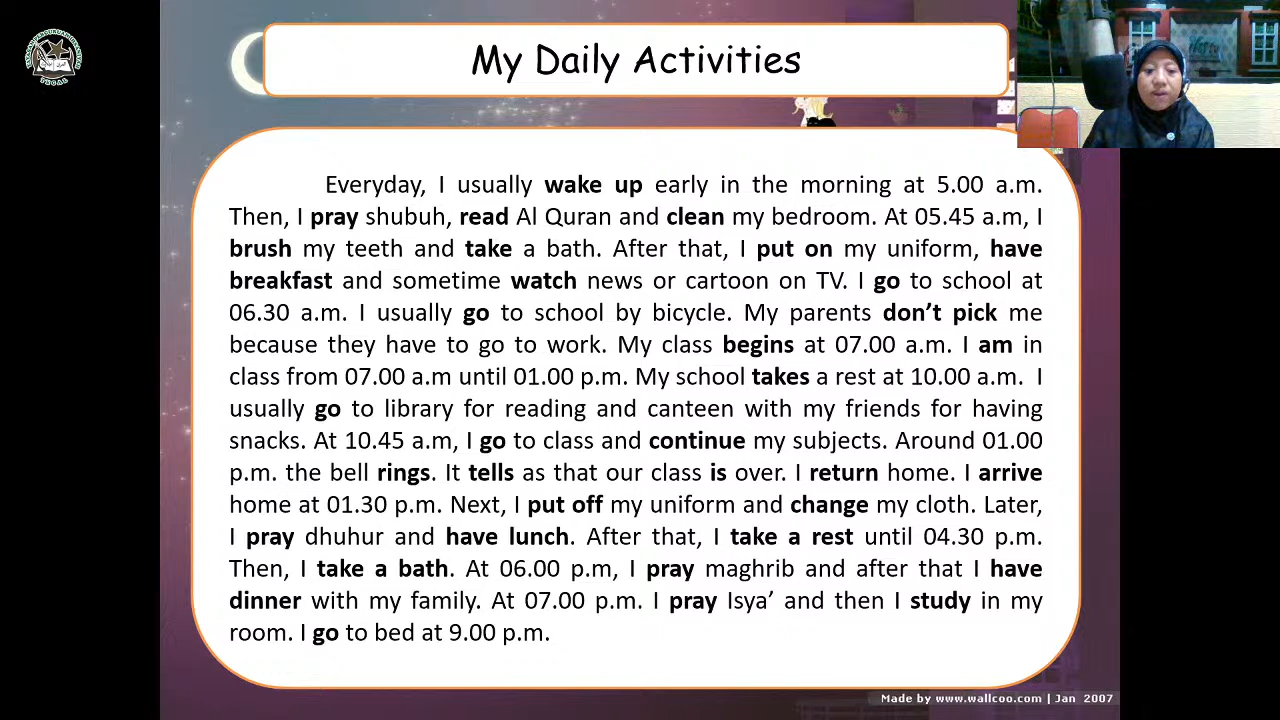 My Daily Activities
Everyday, I usually wake up early in the morning at 5.00 a.m.
Then, I pray shubuh, read Al Quran and clean my bedroom. At 05.45 a.m, I
brush my teeth and take a bath. After that, I put on my uniform, have
breakfast and sometime watch news or cartoon on TV. I go to school at
06.30 a.m. I usually go to school by bicycle. My parents don’t pick me
because they have to go to work. My class begins at 07.00 a.m. I am in
class from 07.00 a.m until 01.00 p.m. My school takes a rest at 10.00 a.m. I
usually go to library for reading and canteen with my friends for having
snacks. At 10.45 a.m, I go to class and continue my subjects. Around 01.00
p.m. the bell rings. It tells as that our class is over. I return home. I arrive
home at 01.30 p.m. Next, I put off my uniform and change my cloth. Later,
I pray dhuhur and have lunch. After that, I take a rest until 04.30 p.m.
Then, I take a bath. At 06.00 p.m, I pray maghrib and after that I have
dinner with my family. At 07.00 p.m. I pray Isya’ and then I study in my
room. I go to bed at 9.00 p.m.
Made by www.wallcoo.com | Jan 2007